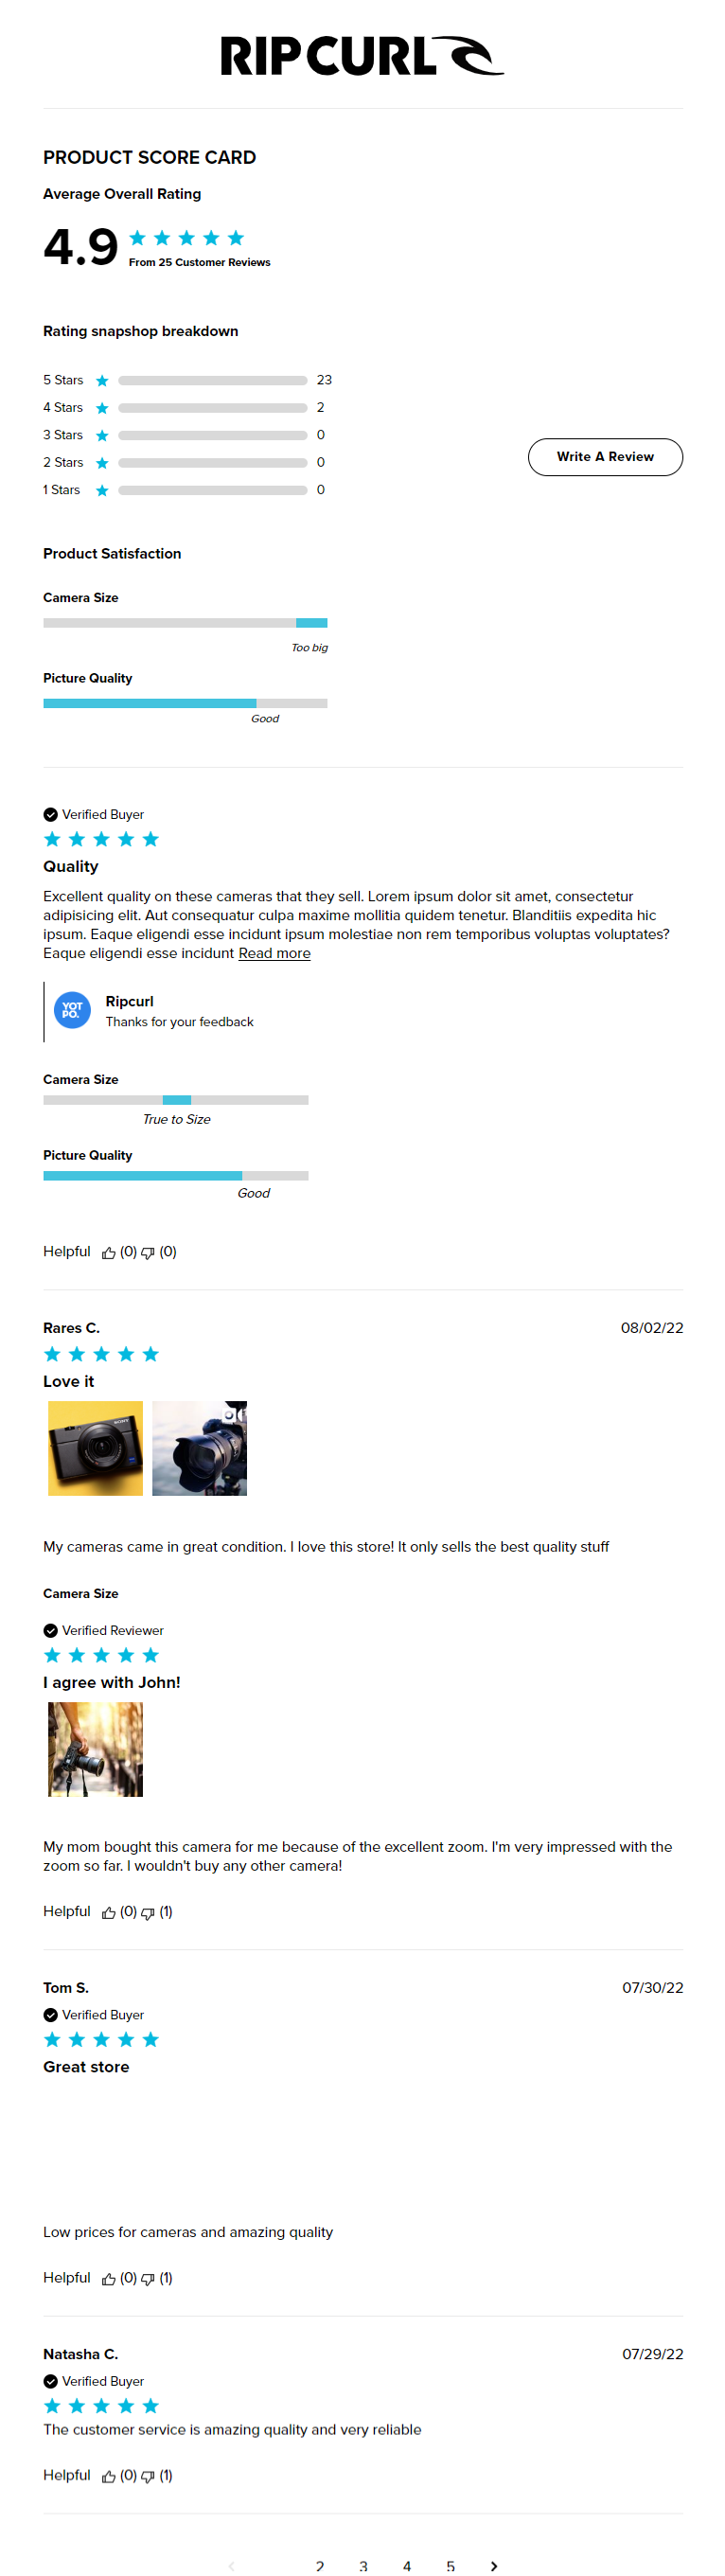 RIP CURL
PRODUCT SCORE CARD
Average Overall Rating
4.9
From 25 Customer Reviews
Rating snapshop breakdown
5 Stars 23
4 Stars 2
3 Stars 0
2 Stars 0
1 Stars 0
Write A Review
Product Satisfaction
Camera Size
Too big
Picture Quality
Good
Verified Buyer
Quality
Excellent quality on these cameras that they sell. Lorem ipsum dolor sit amet, consectetur
adipisicing elit. Aut consequatur culpa maxime mollitia quidem tenetur. Blanditiis expedita hic
ipsum. Eaque eligendi esse incidunt ipsum molestiae non rem temporibus voluptas voluptates?
Eaque eligendi esse incidunt Read more
YOT
PO.
Ripcurl
Thanks for your feedback
Camera Size
True to Size
Picture Quality
Good
Helpful (0) (0)
Rares C. 08/02/22
Love it
SONY
My cameras came in great condition. I love this store! It only sells the best quality stuff
Camera Size
Verified Reviewer
I agree with John!
My mom bought this camera for me because of the excellent zoom. I'm very impressed with the
zoom so far. I wouldn't buy any other camera!
Helpful (0) (1)
Tom S. 07/30/22
Verified Buyer
Great store
Low prices for cameras and amazing quality
Helpful (0) (1)
Natasha C. 07/29/22
Verified Buyer
The customer service is amazing quality and very reliable
Helpful (0) (1)
2 3 4 5